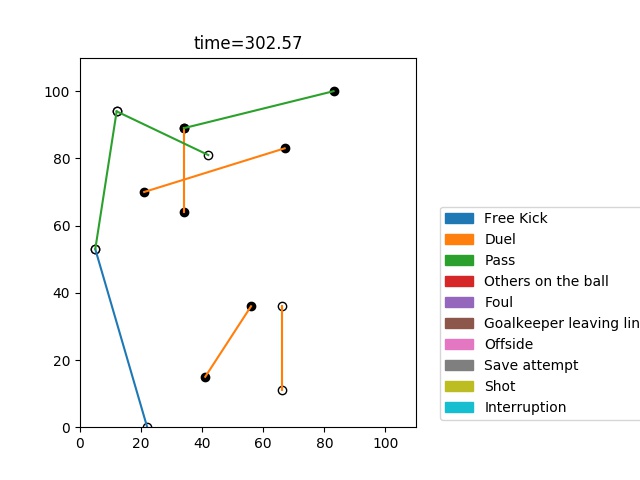 time=302.57
100
80
60
40
20
0
0 20 40 60 80 100
Free Kick
Duel
Pass
Others on the ball
Foul
Goalkeeper leaving lin
Offside
Save attempt
Shot
Interruption